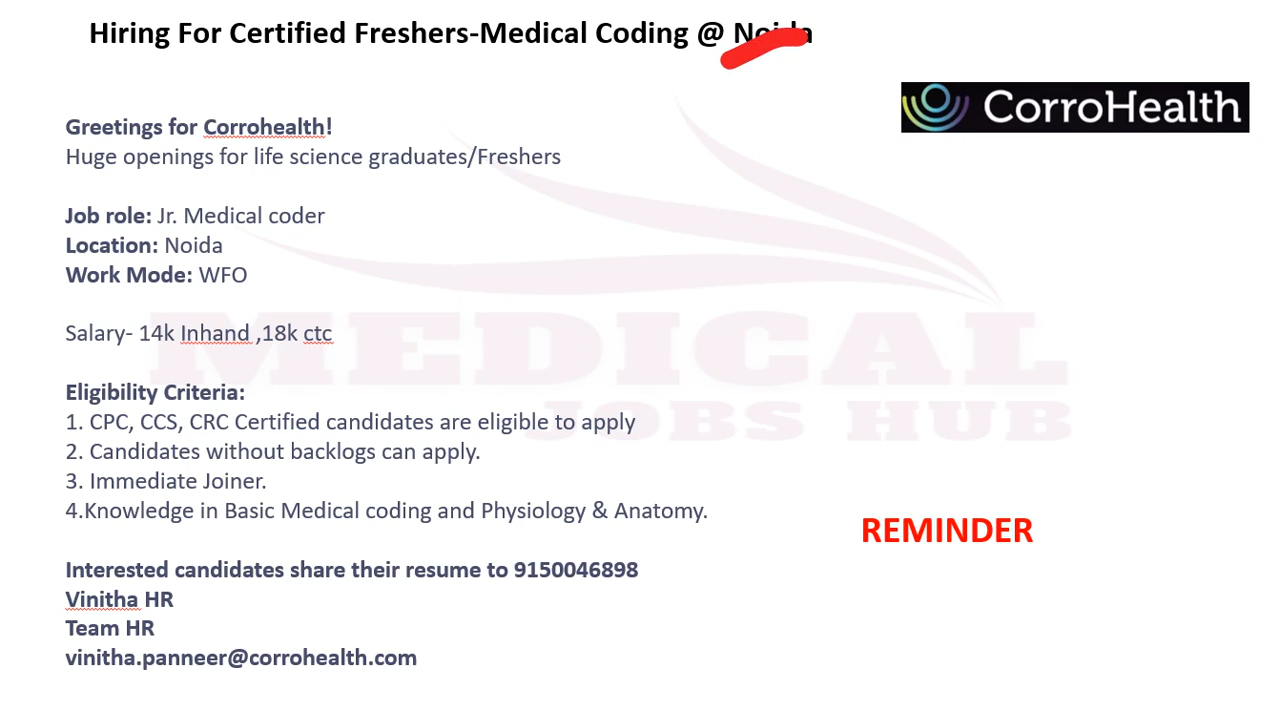 Hiring For Certified Freshers-Medical Coding @ Noida
CorroHealth
Greetings for Corrohealth!
Huge openings for life science graduates/Freshers
Job role: Jr. Medical coder
Location: Noida
Work Mode: WFO
Salary- 14k Inhand ,18k ctc
MEDICAL
JOBS HUB
Eligibility Criteria:
1. CPC, CCS, CRC Certified candidates are eligible to apply
2. Candidates without backlogs can apply.
3. Immediate Joiner.
4.Knowledge in Basic Medical coding and Physiology & Anatomy.
REMINDER
Interested candidates share their resume to 9150046898
Vinitha HR
Team HR
vinitha.panneer@corrohealth.com